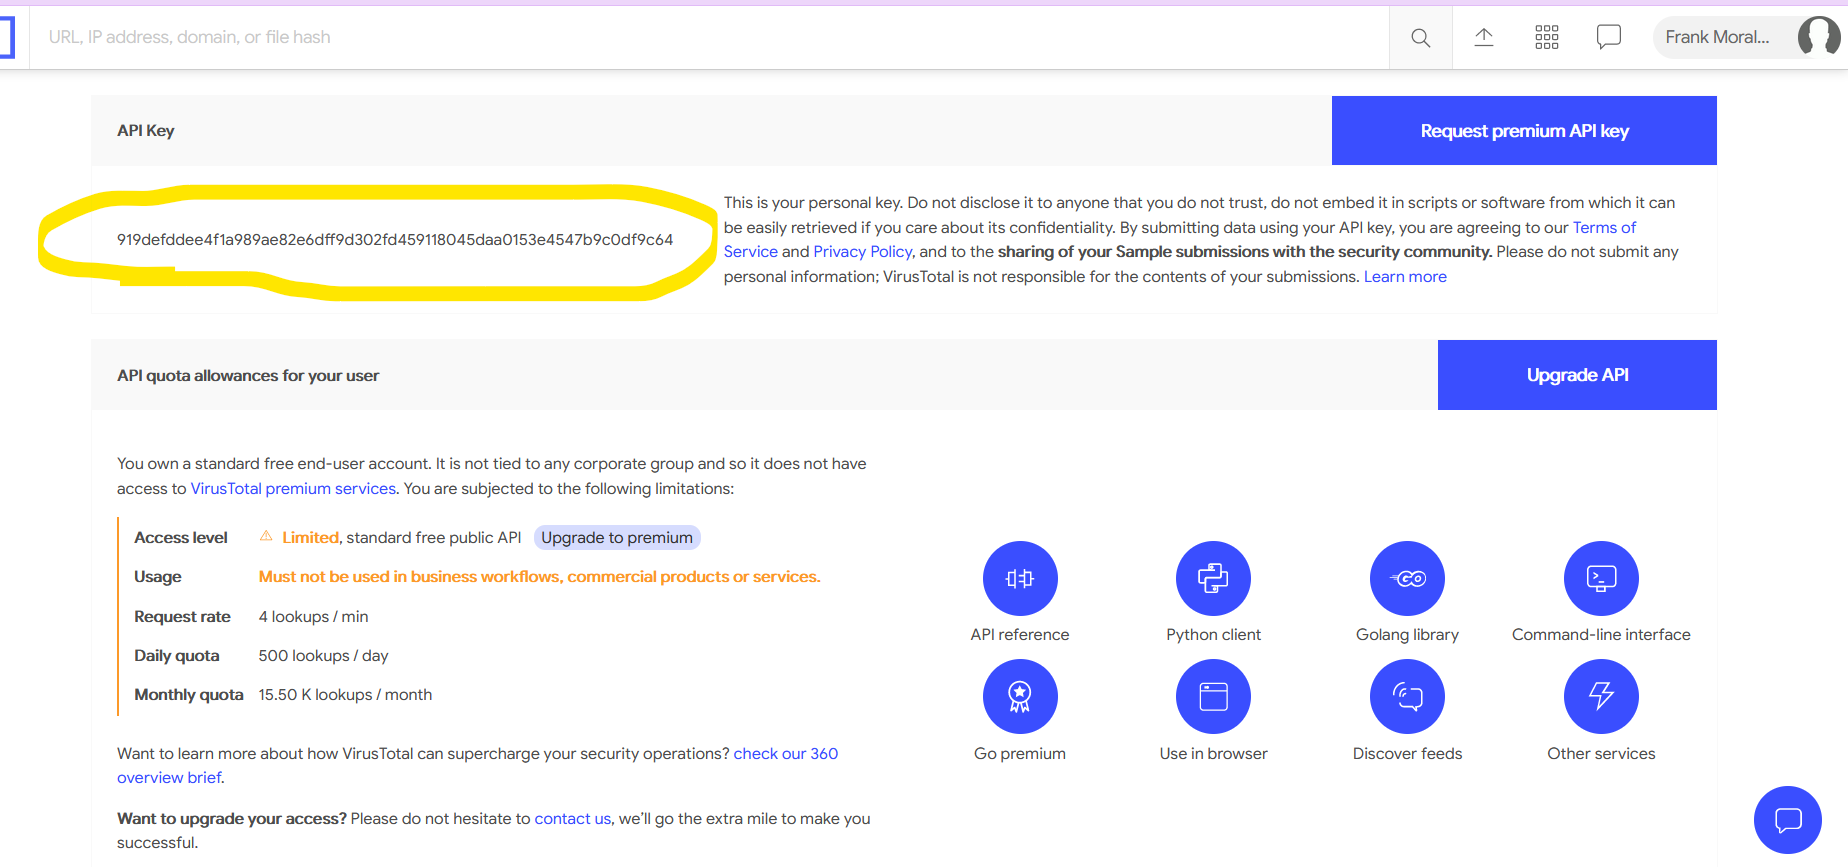 URL, IP address, domain, or file hash
Frank Moral...
API Key
Request premium API key
919defddee4f1a989ae82e6dff9d302fd459118045daa0153e4547b9c0df9c64
This is your personal key. Do not disclose it to anyone that you do not trust, do not embed it in scripts or software from which it can
be easily retrieved if you care about its confidentiality. By submitting data using your API key, you are agreeing to our Terms of
Service and Privacy Policy, and to the sharing of your Sample submissions with the security community. Please do not submit any
personal information; VirusTotal is not responsible for the contents of your submissions. Learn more
API quota allowances for your user
Upgrade API
You own a standard free end-user account. It is not tied to any corporate group and so it does not have
access to VirusTotal premium services. You are subjected to the following limitations:
Access level Limited, standard free public API Upgrade to premium
Usage Must not be used in business workflows, commercial products or services.
Request rate 4 lookups / min
Daily quota 500 lookups / day
Monthly quota 15.50 K lookups / month
Want to learn more about how VirusTotal can supercharge your security operations? check our 360
overview brief.
Want to upgrade your access? Please do not hesitate to contact us, we'll go the extra mile to make you
successful.
GO
API reference Python client Golang library Command-line interface
Go premium Use in browser Discover feeds Other services